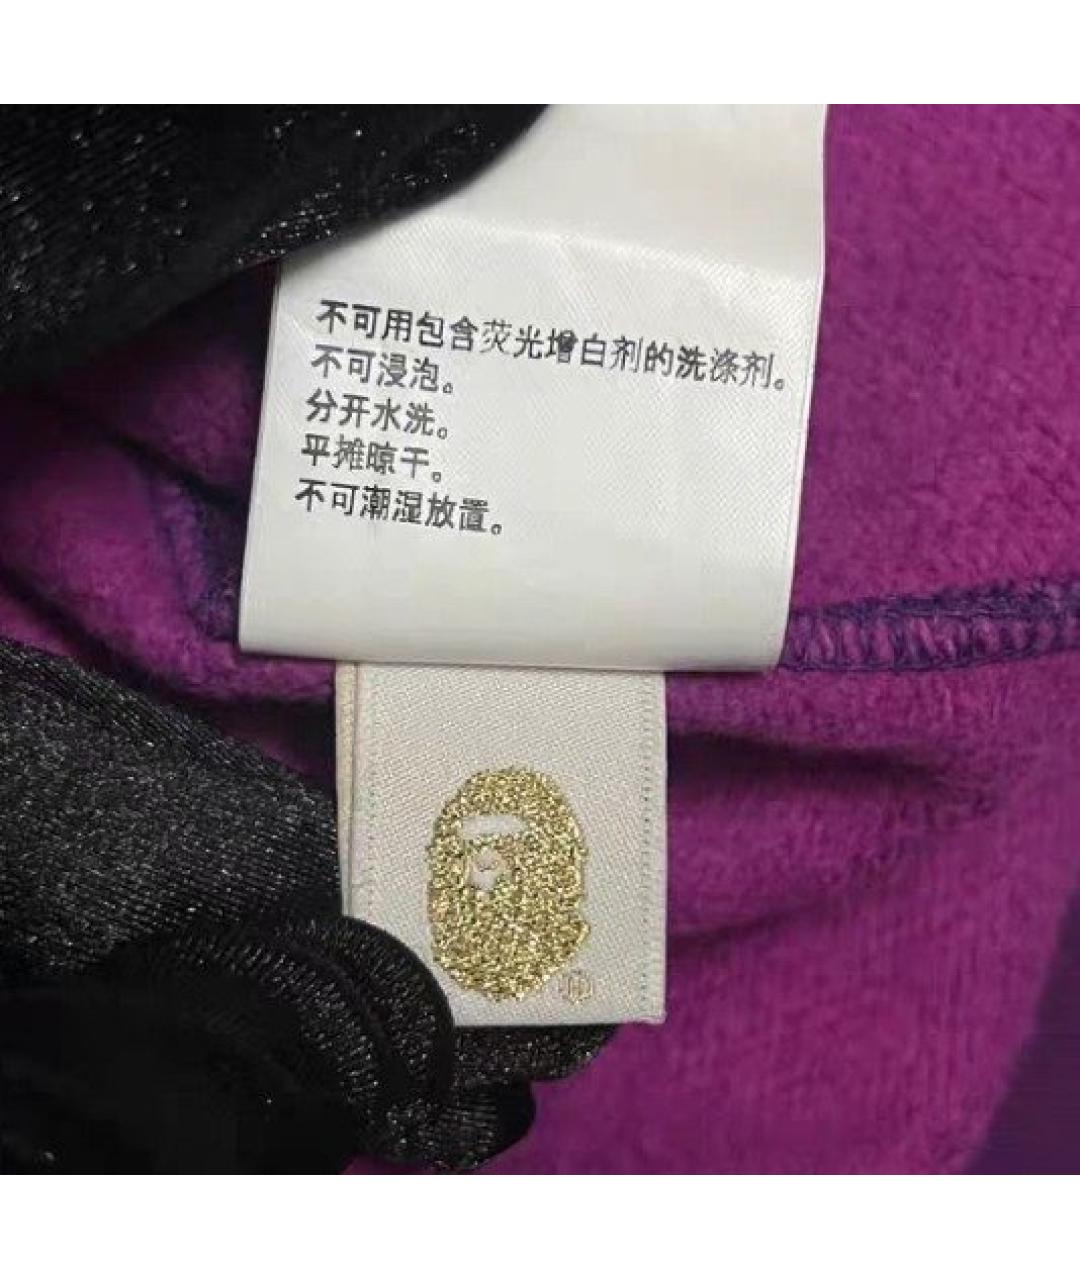 不可用包含荧光增白剂的洗涤剂。
不可浸泡。
分开水洗。
平摊晾干。
不可潮湿放置。